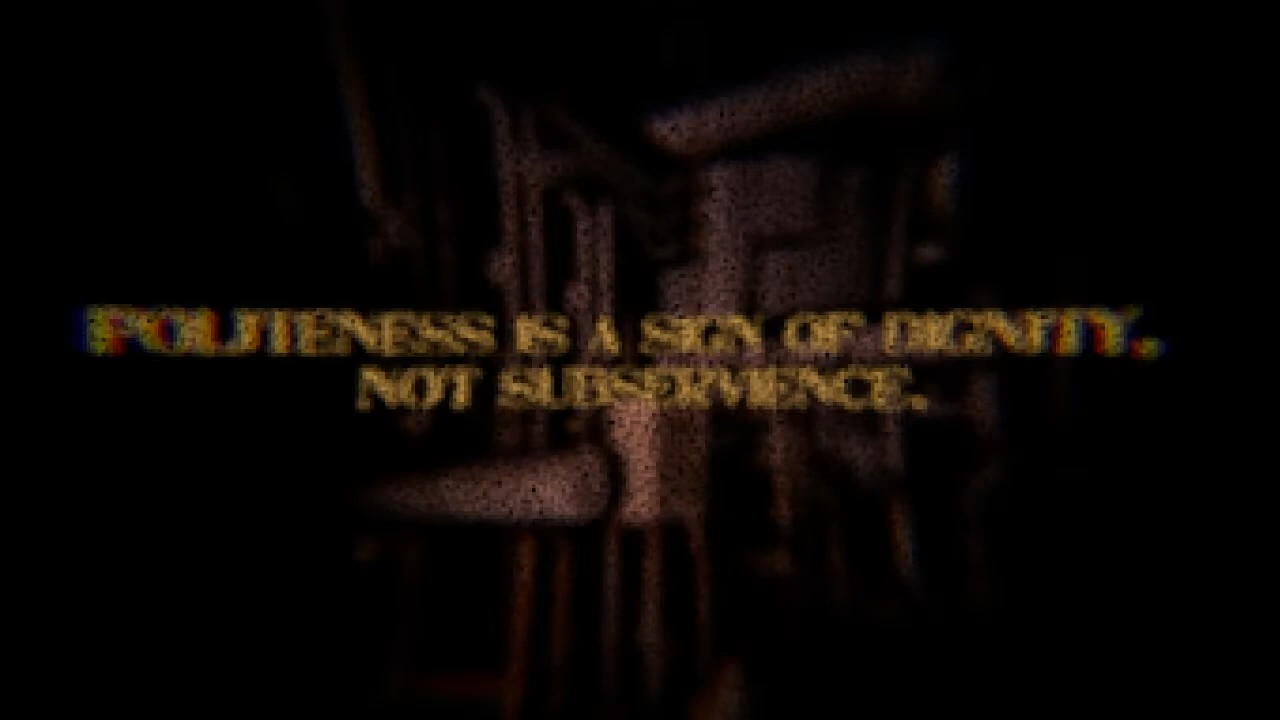 POLITENESS IS A SIGN OF DIGNITY,
NOT SUBSERVIENCE.